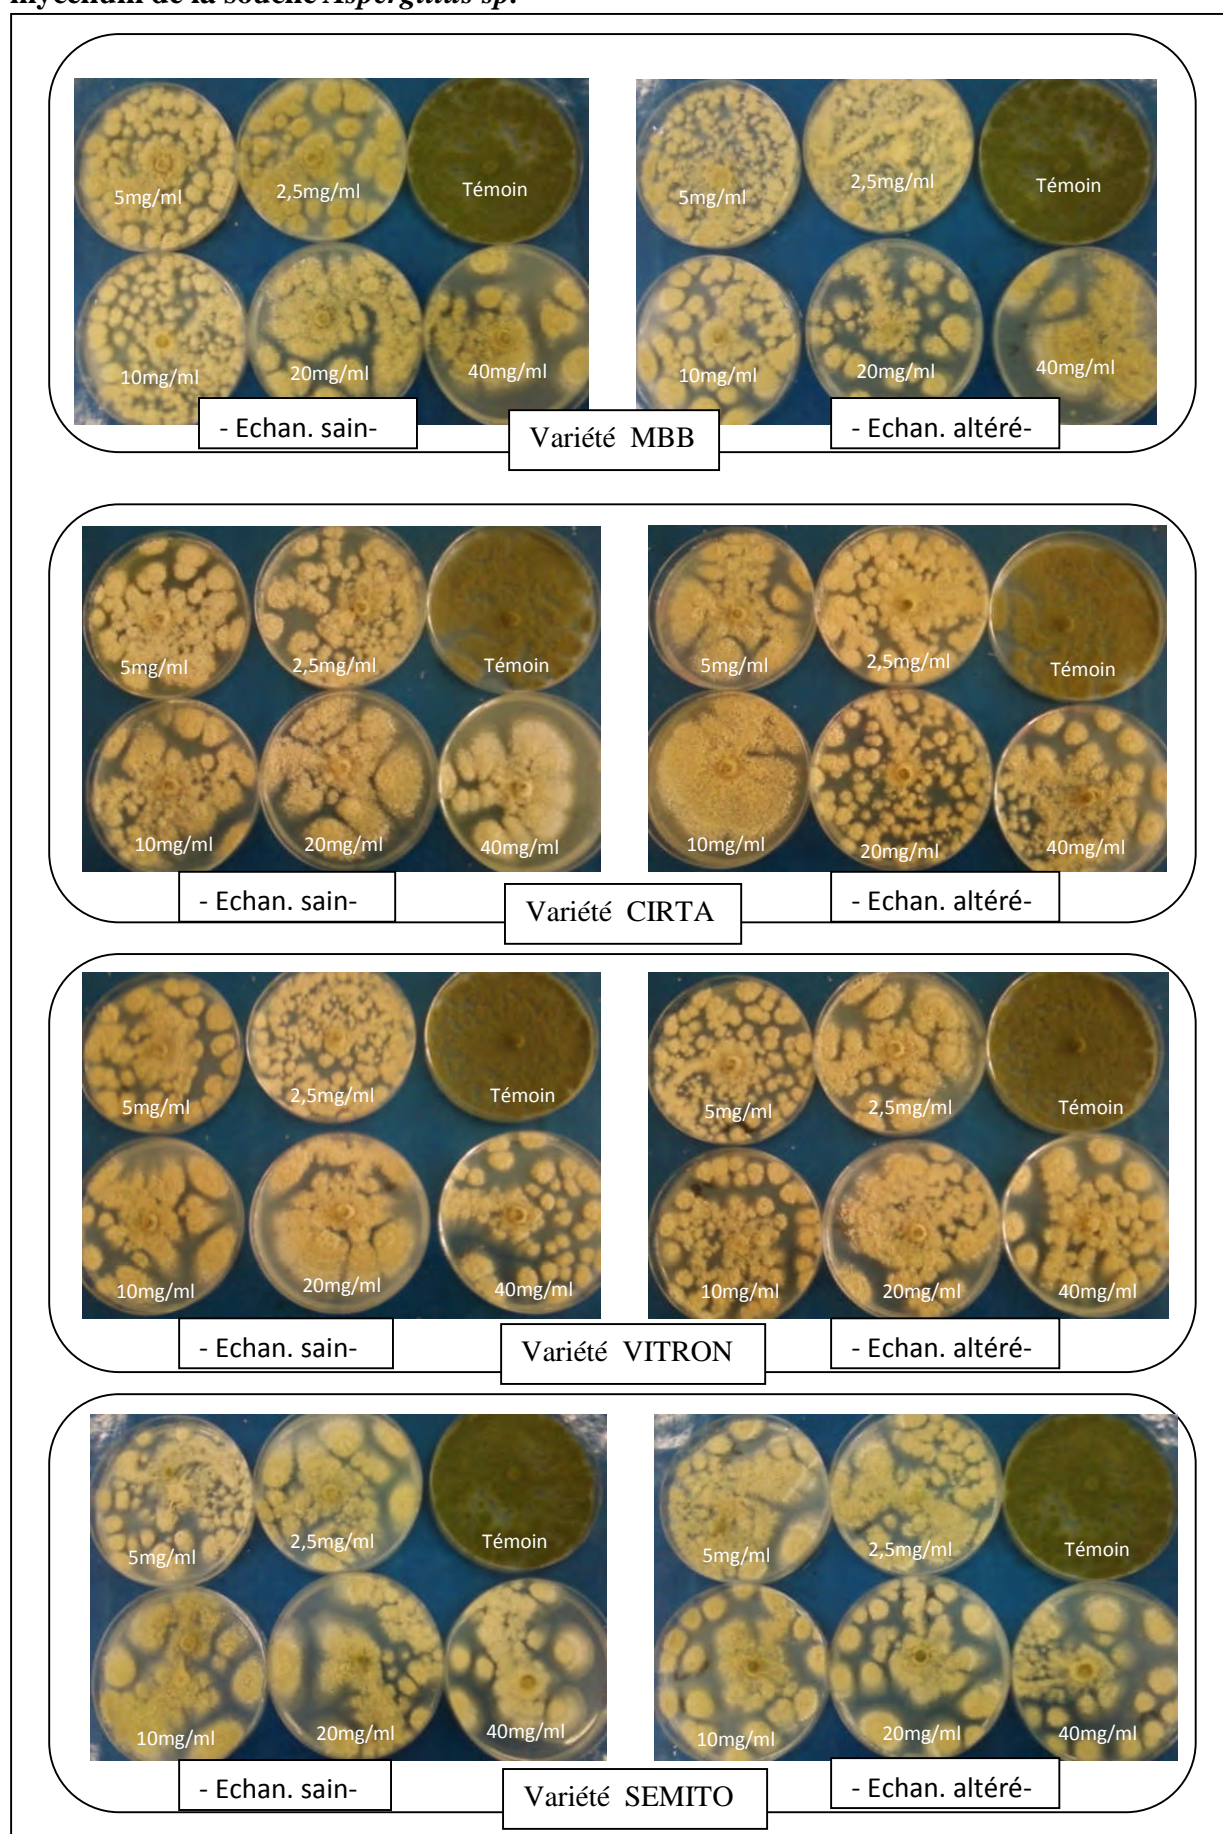 mycélium de la souche Aspergillus sp.
5mg/ml
2,5mg/ml
Témoin
10mg/ml
20mg/ml
40mg/ml
- Echan. sain-
5mg/ml
2,5mg/ml
Témoin
10mg/ml
20mg/ml
40mg/ml
- Echan. altéré-
Variété MBB
5mg/ml
2,5mg/ml
Témoin
10mg/ml
20mg/ml
40mg/ml
- Echan. sain-
5mg/ml
2,5mg/ml
Témoin
10mg/ml
20mg/ml
40mg/ml
- Echan. altéré-
Variété CIRTA
5mg/ml
2,5mg/ml
Témoin
10mg/ml
20mg/ml
40mg/ml
- Echan. sain-
5mg/ml
2,5mg/ml
Témoin
10mg/ml
20mg/ml
40mg/ml
- Echan. altéré-
Variété VITRON
5mg/ml
2,5mg/ml
Témoin
10mg/ml
20mg/ml
40mg/ml
- Echan. sain-
5mg/ml
2,5mg/ml
Témoin
10mg/ml
20mg/ml
40mg/ml
- Echan. altéré-
Variété SEMITO